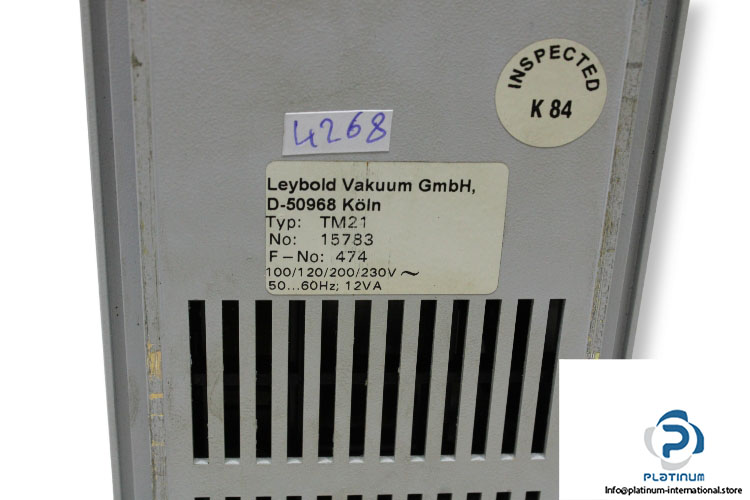 INSPECTED
K 84
4268
Leybold Vakuum GmbH,
D-50968 Köln
Typ: TM21
No: 15783
F-No: 474
100/120/200/230V ~
50...60Hz; 12VA
PLATINUM
Info@platinum-international.store